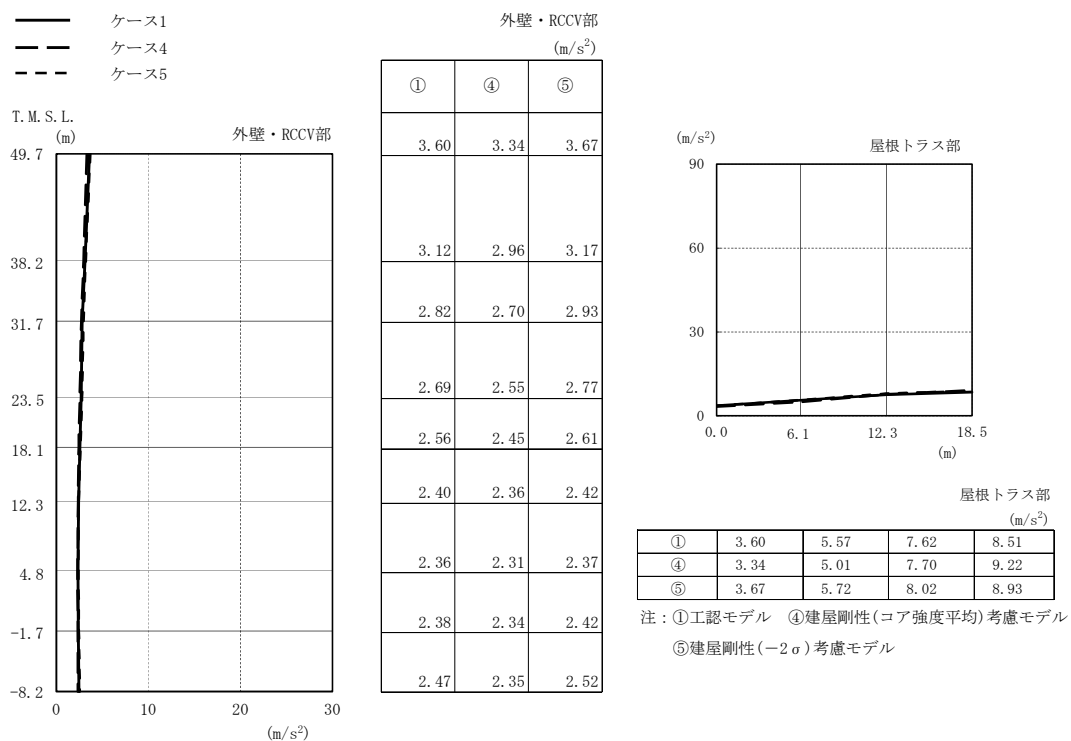 ケース1
ケース4
ケース5
T.M.S.L.
(m)
外壁・RCCV部
49.7
38.2
31.7
23.5
18.1
12.3
4.8
-1.7
-8.2
0 10 20 30
(m/s²)
外壁・RCCV部
(m/s²)
① ④ ⑤
3.60 3.34 3.67
3.12 2.96 3.17
2.82 2.70 2.93
2.69 2.55 2.77
2.56 2.45 2.61
2.40 2.36 2.42
2.36 2.31 2.37
2.38 2.34 2.42
2.47 2.35 2.52
(m/s²)
屋根トラス部
90
60
30
0
0.0 6.1 12.3 18.5
(m)
屋根トラス部
(m/s²)
① 3.60 5.57 7.62 8.51
④ 3.34 5.01 7.70 9.22
⑤ 3.67 5.72 8.02 8.93
注：①工認モデル ④建屋剛性(コア強度平均)考慮モデル
⑤建屋剛性(－2σ)考慮モデル